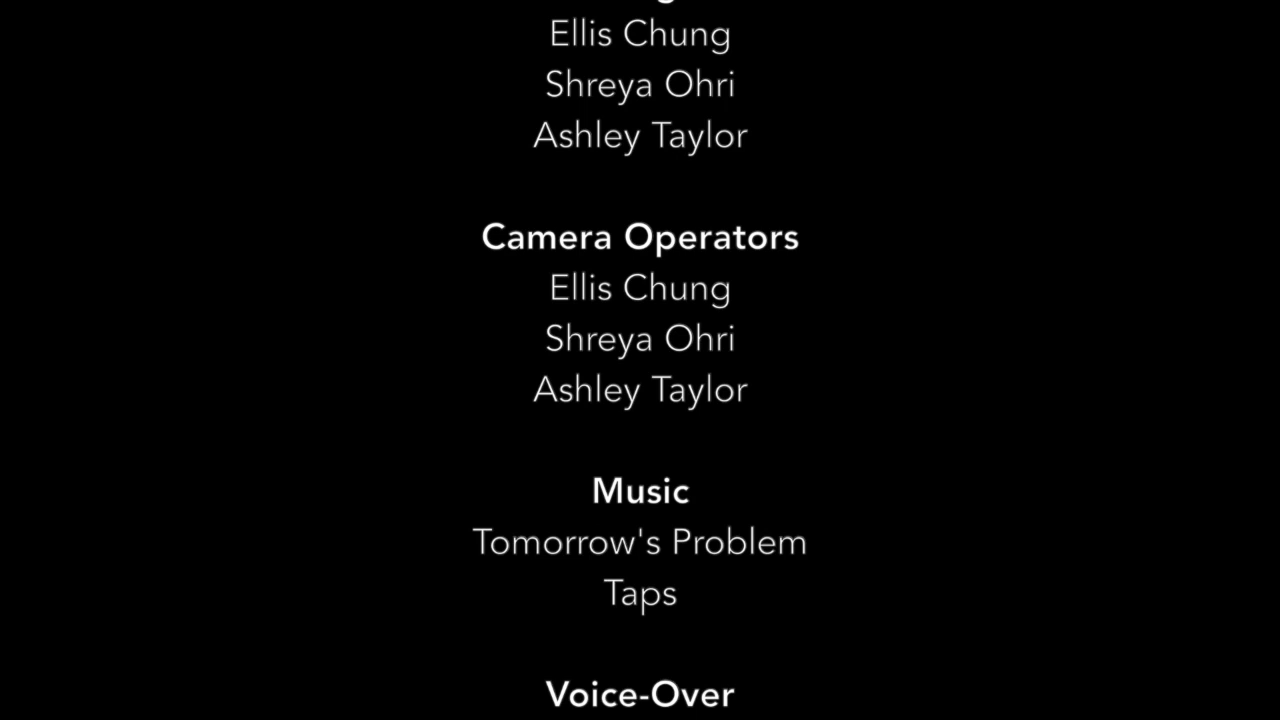 Ellis Chung
Shreya Ohri
Ashley Taylor
Camera Operators
Ellis Chung
Shreya Ohri
Ashley Taylor
Music
Tomorrow's Problem
Taps
Voice-Over